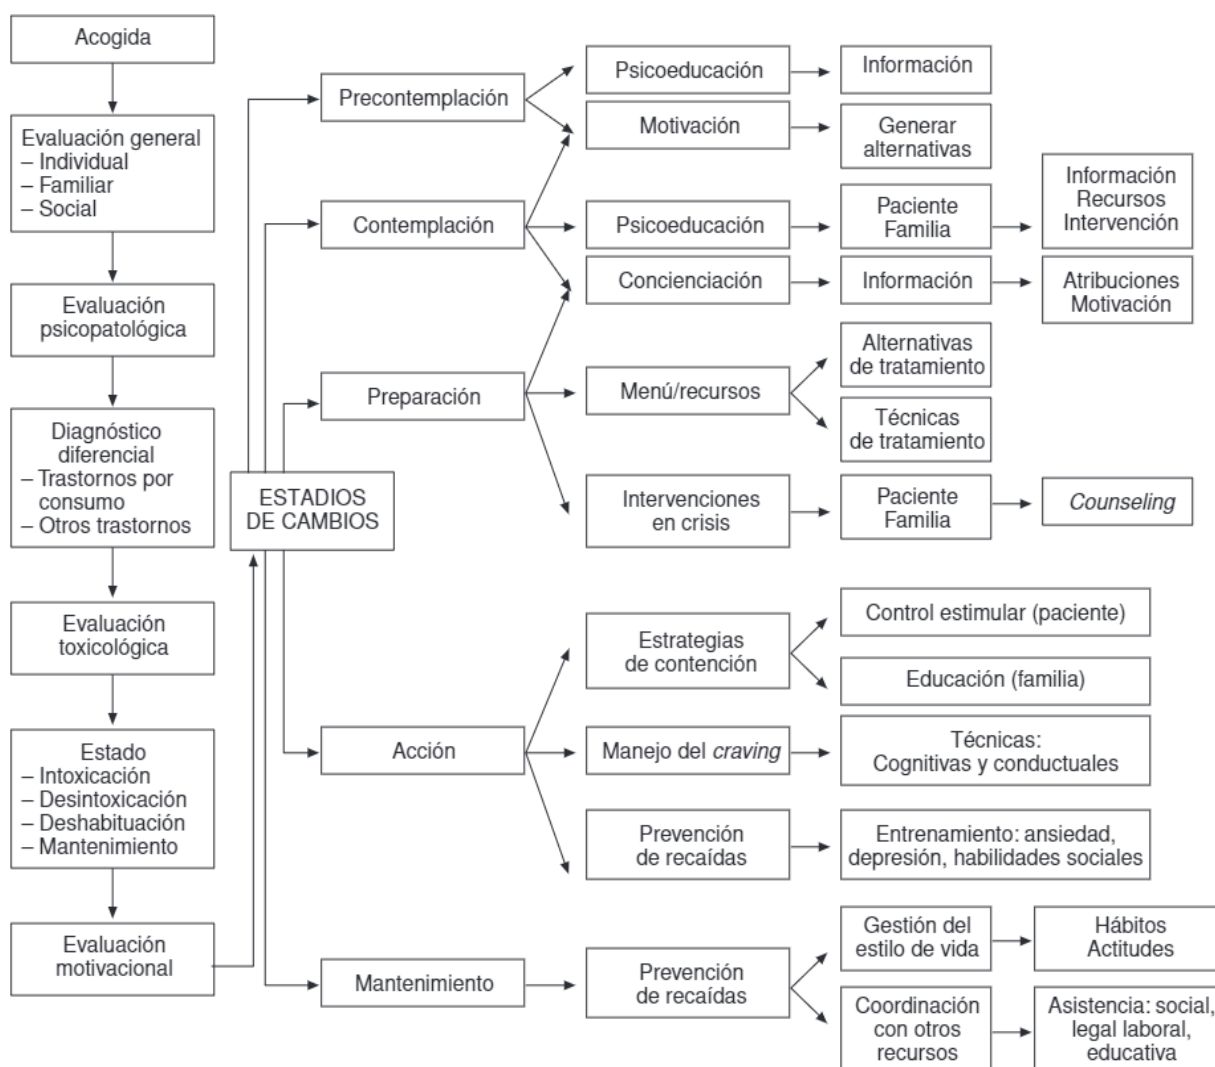 Acogida
Evaluación general
– Individual
– Familiar
– Social
Evaluación
psicopatológica
Diagnóstico
diferencial
– Trastornos por
consumo
– Otros trastornos
Evaluación
toxicológica
Estado
– Intoxicación
– Desintoxicación
– Deshabituación
– Mantenimiento
Evaluación
motivacional
ESTADIOS
DE CAMBIOS
Precontemplación
Psicoeducación
Información
Motivación
Generar
alternativas
Contemplación
Psicoeducación
Paciente
Familia
Información
Recursos
Intervención
Concienciación
Información
Atribuciones
Motivación
Preparación
Menú/recursos
Alternativas
de tratamiento
Técnicas
de tratamiento
Intervenciones
en crisis
Paciente
Familia
Counseling
Acción
Estrategias
de contención
Control estimular (paciente)
Educación (familia)
Manejo del craving
Técnicas:
Cognitivas y conductuales
Prevención
de recaídas
Entrenamiento: ansiedad,
depresión, habilidades sociales
Mantenimiento
Prevención
de recaídas
Gestión del
estilo de vida
Hábitos
Actitudes
Coordinación
con otros
recursos
Asistencia: social,
legal laboral,
educativa